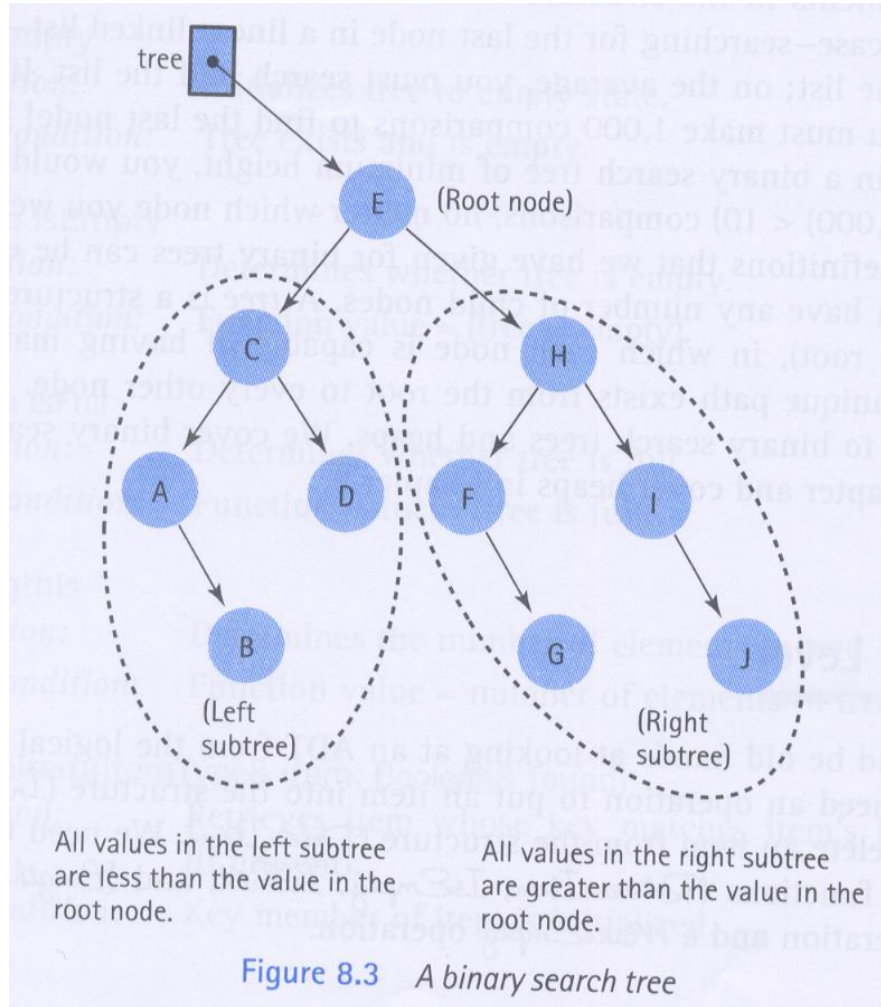 tree
E
(Root node)
C
H
A
D
F
I
B
G
J
(Left
subtree)
(Right
subtree)
All values in the left subtree
are less than the value in the
root node.
All values in the right subtree
are greater than the value in the
root node.
Figure 8.3 A binary search tree